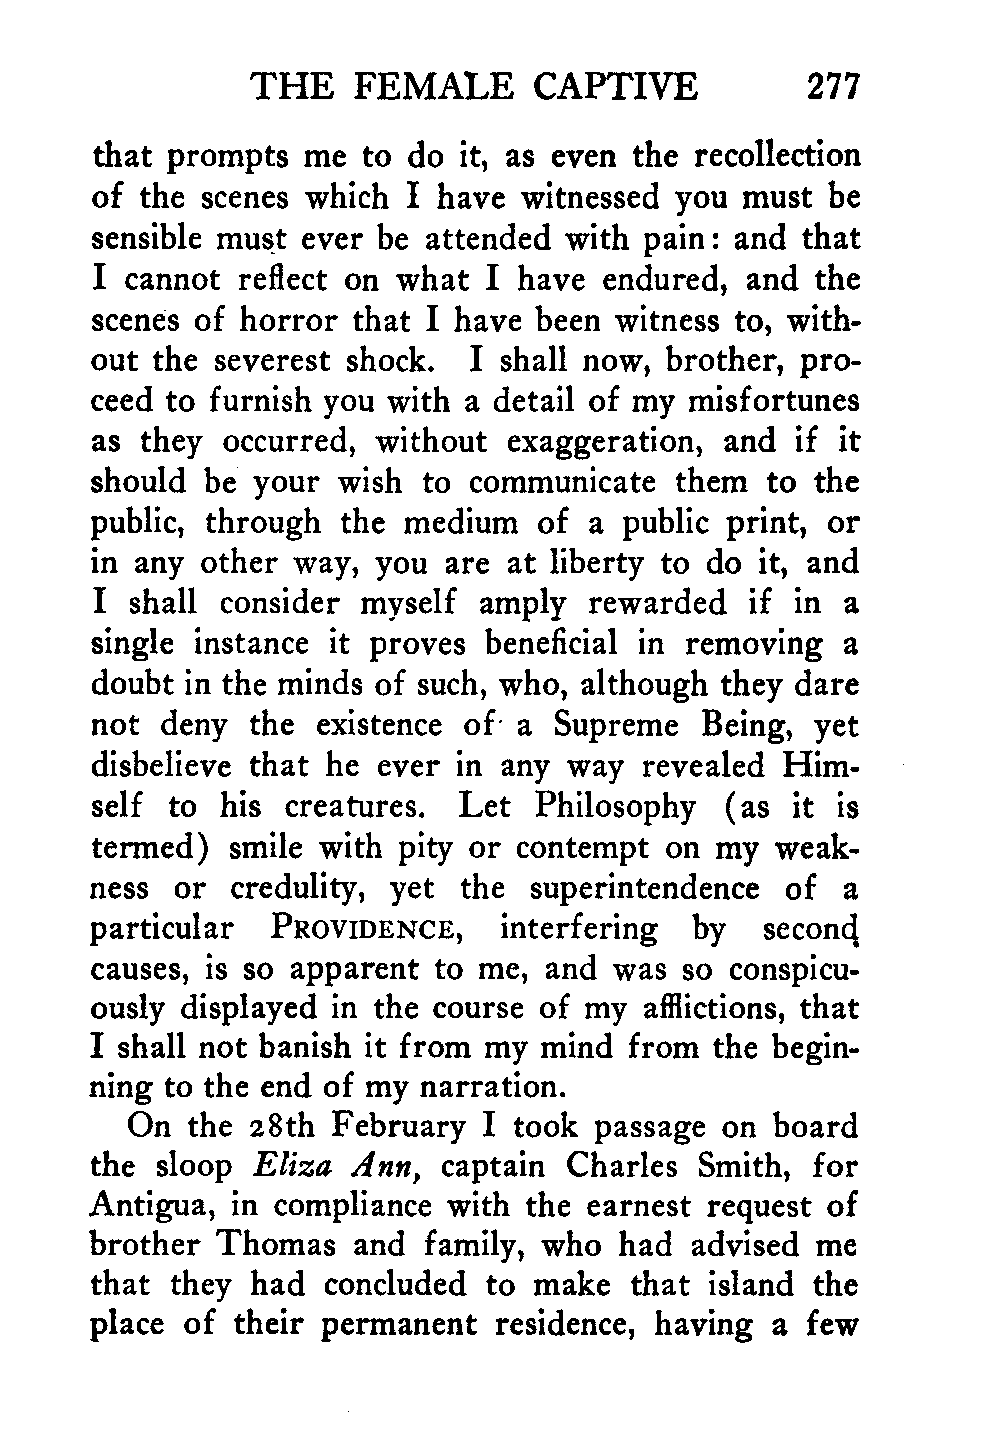 THE FEMALE CAPTIVE 277
that prompts me to do it, as even the recollection
of the scenes which I have witnessed you must be
sensible must ever be attended with pain: and that
I cannot reflect on what I have endured, and the
scenes of horror that I have been witness to, with-
out the severest shock. I shall now, brother, pro-
ceed to furnish you with a detail of my misfortunes
as they occurred, without exaggeration, and if it
should be your wish to communicate them to the
public, through the medium of a public print, or
in any other way, you are at liberty to do it, and
I shall consider myself amply rewarded if in a
single instance it proves beneficial in removing a
doubt in the minds of such, who, although they dare
not deny the existence of a Supreme Being, yet
disbelieve that he ever in any way revealed Him-
self to his creatures. Let Philosophy (as it is
termed) smile with pity or contempt on my weak-
ness or credulity, yet the superintendence of a
particular PROVIDENCE, interfering by second
causes, is so apparent to me, and was so conspicu-
ously displayed in the course of my afflictions, that
I shall not banish it from my mind from the begin-
ning to the end of my narration.
On the 28th February I took passage on board
the sloop Eliza Ann, captain Charles Smith, for
Antigua, in compliance with the earnest request of
brother Thomas and family, who had advised me
that they had concluded to make that island the
place of their permanent residence, having a few